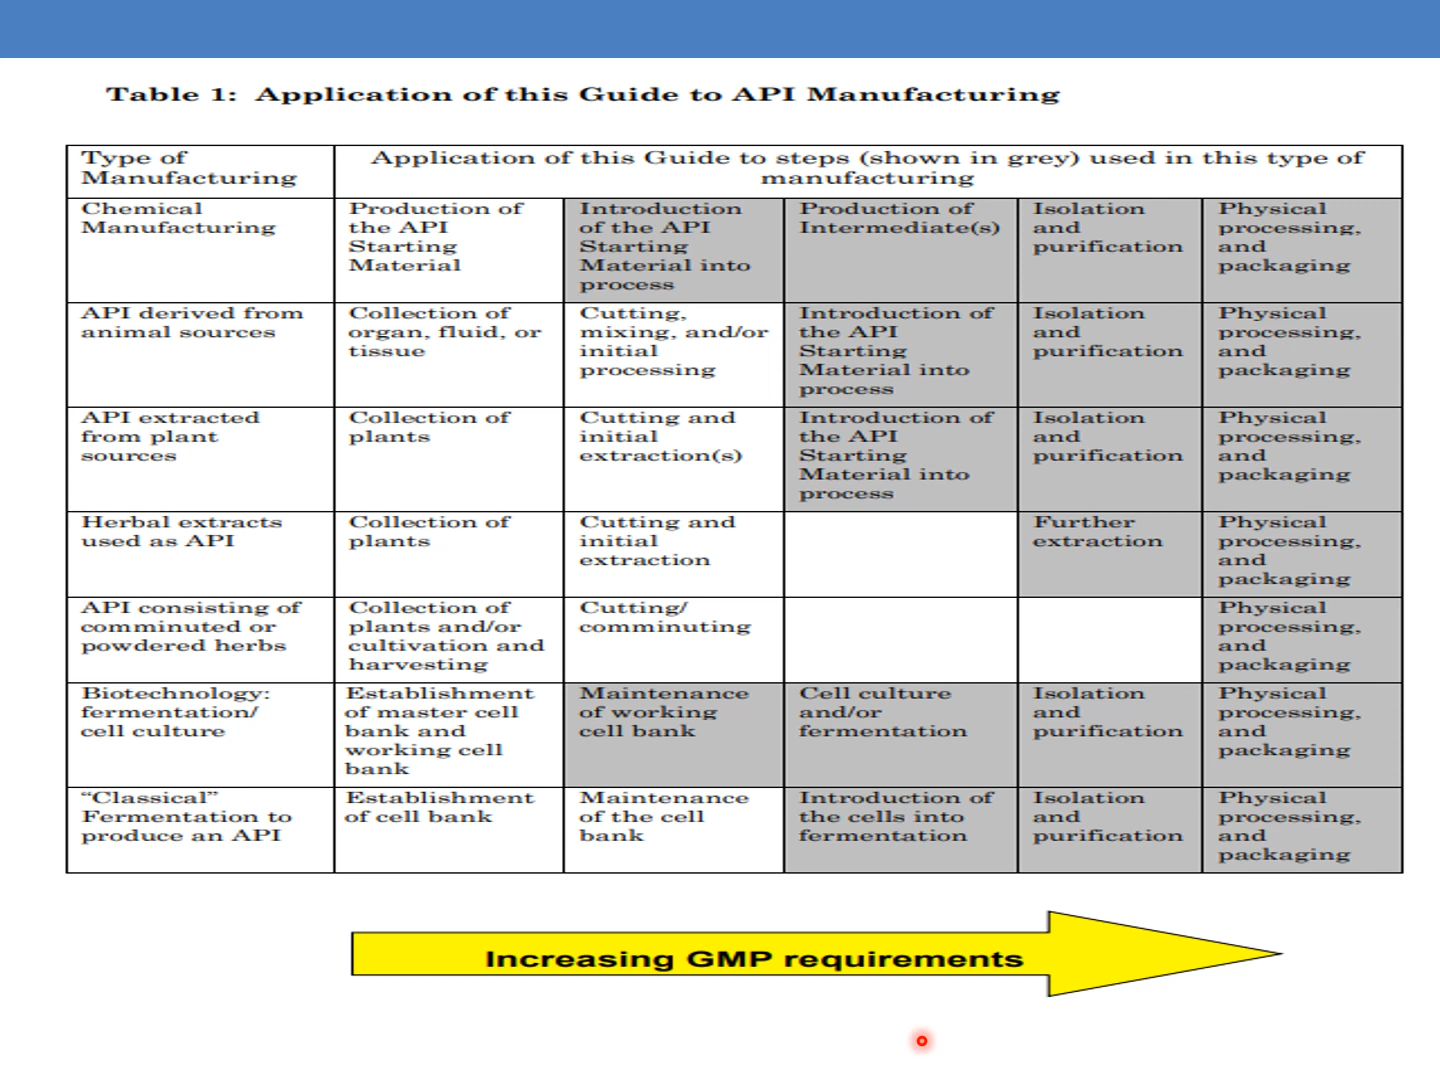 Table 1: Application of this Guide to API Manufacturing
Type of
Manufacturing
Application of this Guide to steps (shown in grey) used in this type of
manufacturing
Chemical
Manufacturing
Production of
the API
Starting
Material
Introduction
of the API
Starting
Material into
process
Production of
Intermediate(s)
Isolation
and
purification
Physical
processing,
and
packaging
API derived from
animal sources
Collection of
organ, fluid, or
tissue
Cutting,
mixing, and/or
initial
processing
Introduction of
the API
Starting
Material into
process
Isolation
and
purification
Physical
processing,
and
packaging
API extracted
from plant
sources
Collection of
plants
Cutting and
initial
extraction(s)
Introduction of
the API
Starting
Material into
process
Isolation
and
purification
Physical
processing,
and
packaging
Herbal extracts
used as API
Collection of
plants
Cutting and
initial
extraction
Further
extraction
Physical
processing,
and
packaging
API consisting of
comminuted or
powdered herbs
Collection of
plants and/or
cultivation and
harvesting
Cutting/
comminuting
Physical
processing,
and
packaging
Biotechnology:
fermentation/
cell culture
Establishment
of master cell
bank and
working cell
bank
Maintenance
of working
cell bank
Cell culture
and/or
fermentation
Isolation
and
purification
Physical
processing,
and
packaging
“Classical”
Fermentation to
produce an API
Establishment
of cell bank
Maintenance
of the cell
bank
Introduction of
the cells into
fermentation
Isolation
and
purification
Physical
processing,
and
packaging
Increasing GMP requirements